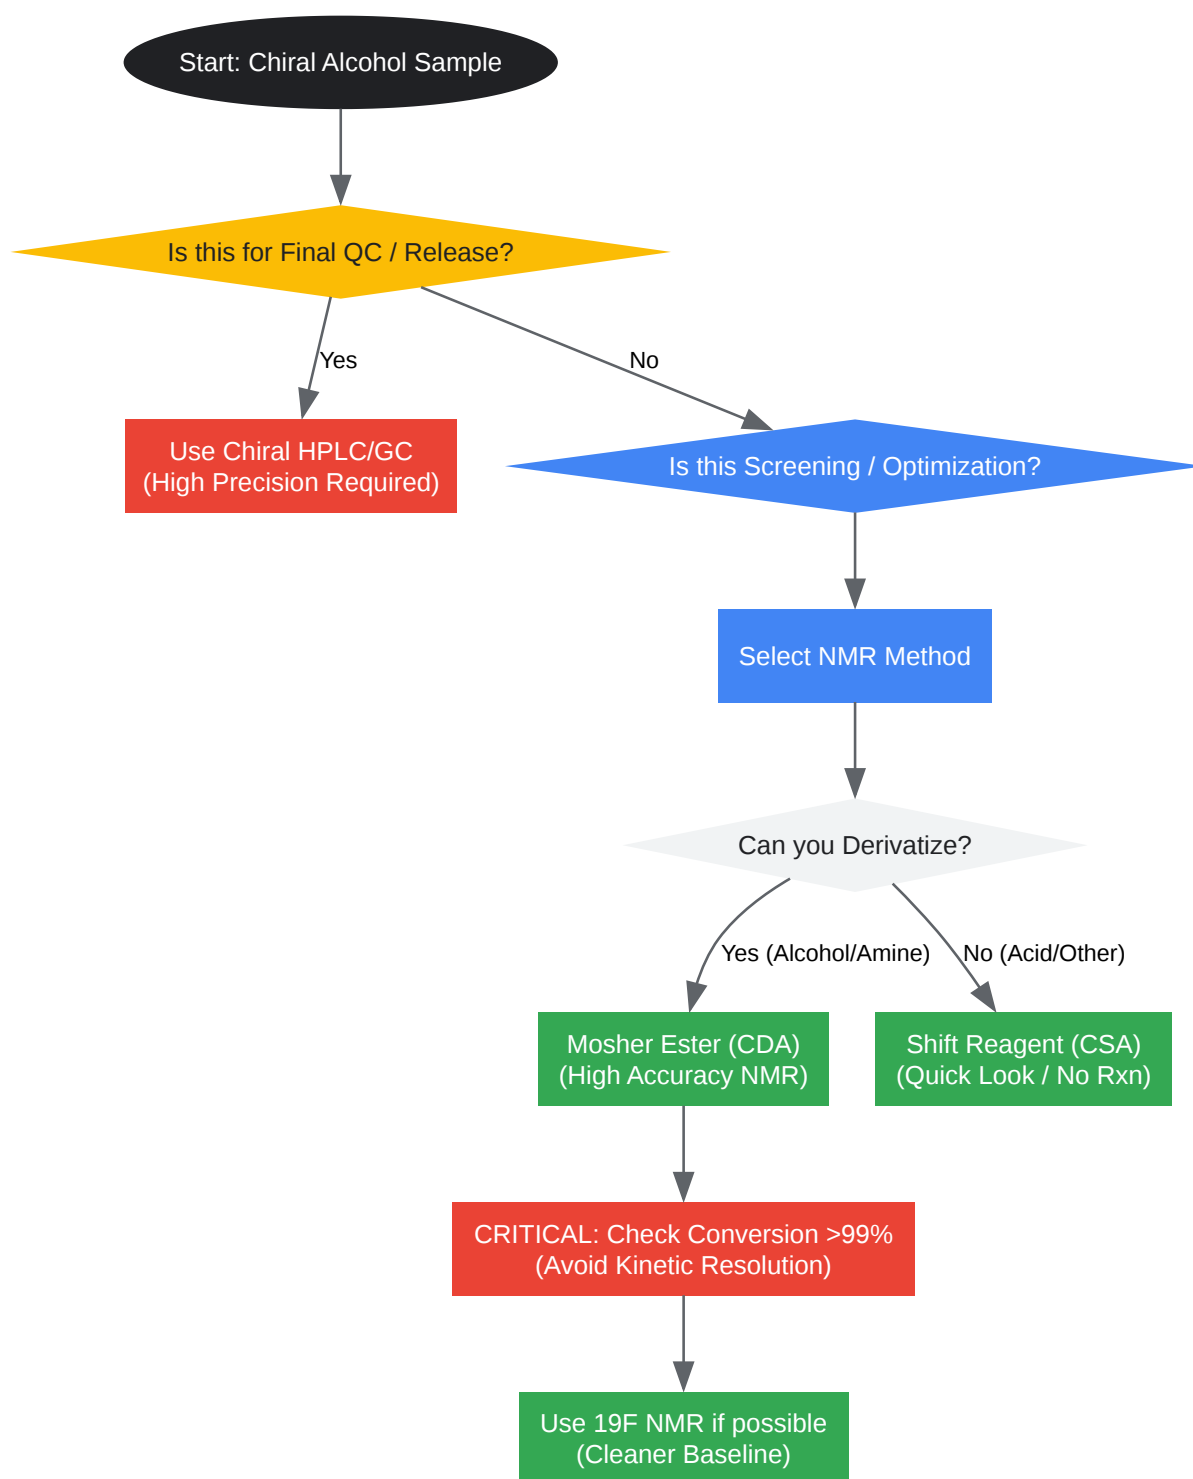 Start: Chiral Alcohol Sample
Is this for Final QC / Release?
Yes
No
Use Chiral HPLC/GC
(High Precision Required)
Is this Screening / Optimization?
Select NMR Method
Can you Derivatize?
Yes (Alcohol/Amine)
No (Acid/Other)
Mosher Ester (CDA)
(High Accuracy NMR)
Shift Reagent (CSA)
(Quick Look / No Rxn)
CRITICAL: Check Conversion >99%
(Avoid Kinetic Resolution)
Use 19F NMR if possible
(Cleaner Baseline)